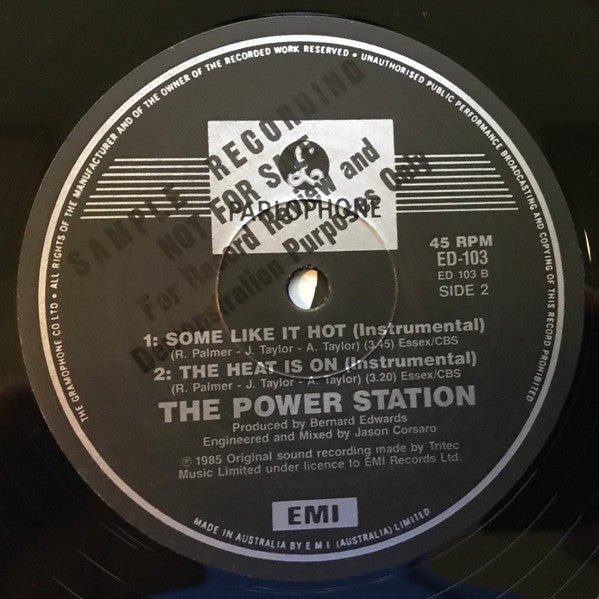 THE GRAMOPHONE CO LTD • ALL RIGHTS OF THE MANUFACTURER AND OF THE OWNER OF THE RECORDED WORK RESERVED • UNAUTHORISED PUBLIC PERFORMANCE BROADCASTING AND COPYING OF THIS RECORD PROHIBITED
SAMPLE RECORDING
NOT FOR SALE
For Record Review and
Demonstration Purposes Only
PARLOPHONE
45 RPM
ED-103
ED 103 B
SIDE 2
1: SOME LIKE IT HOT (Instrumental)
(R. Palmer - J. Taylor - A. Taylor) (3.45) Essex/CBS
2: THE HEAT IS ON (Instrumental)
(R. Palmer - J. Taylor - A. Taylor) (3.20) Essex/CBS
THE POWER STATION
Produced by Bernard Edwards
Engineered and Mixed by Jason Corsaro
℗ 1985 Original sound recording made by Tritec
Music Limited under licence to EMI Records Ltd.
EMI
MADE IN AUSTRALIA BY E M I (AUSTRALIA) LIMITED